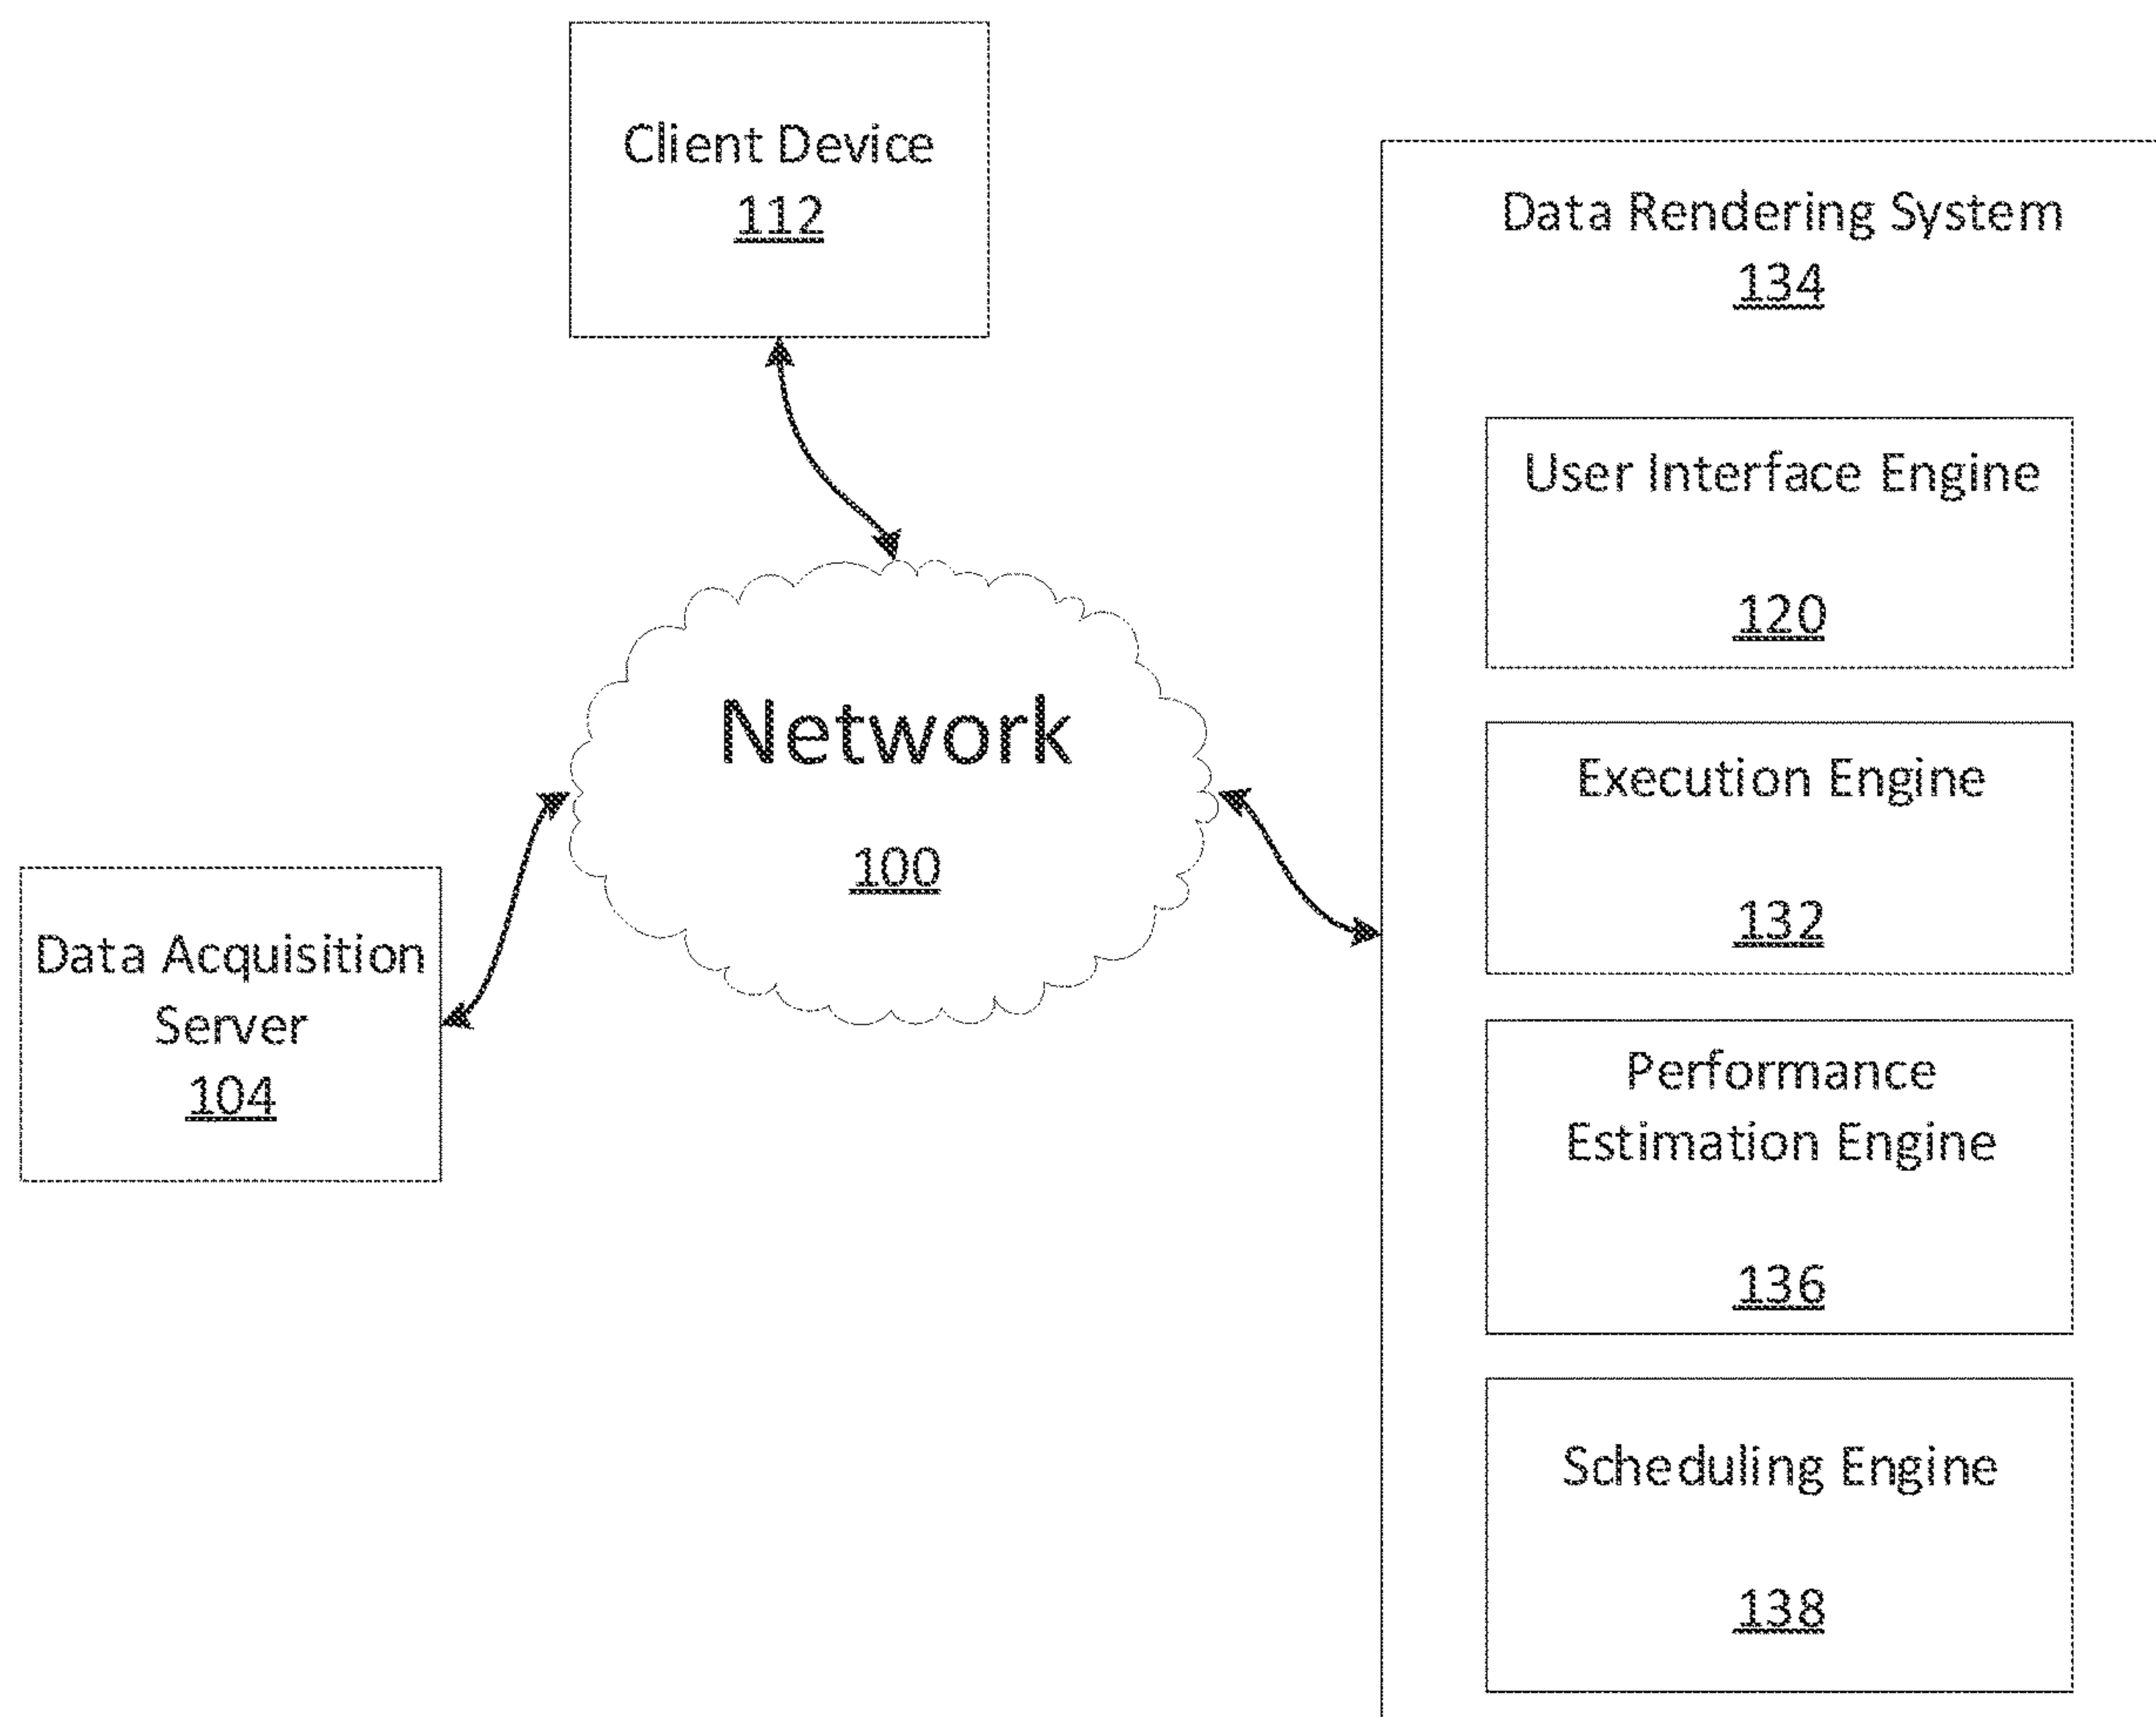 Client Device
112
Data Rendering System
134
User Interface Engine
120
Network
100
Execution Engine
132
Data Acquisition
Server
104
Performance
Estimation Engine
136
Scheduling Engine
138